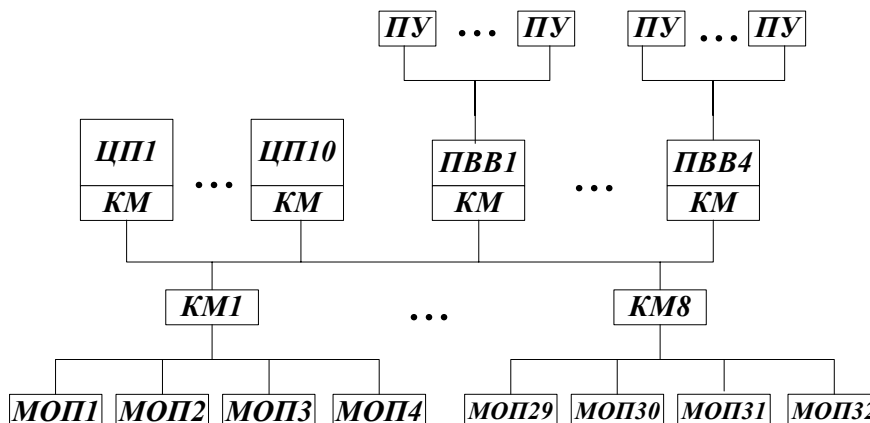 ПУ ... ПУ ПУ ... ПУ
ЦП1 ... ЦП10 ПВВ1 ... ПВВ4
КМ КМ КМ КМ
КМ1 ... КМ8
МОП1 МОП2 МОП3 МОП4 МОП29 МОП30 МОП31 МОП32